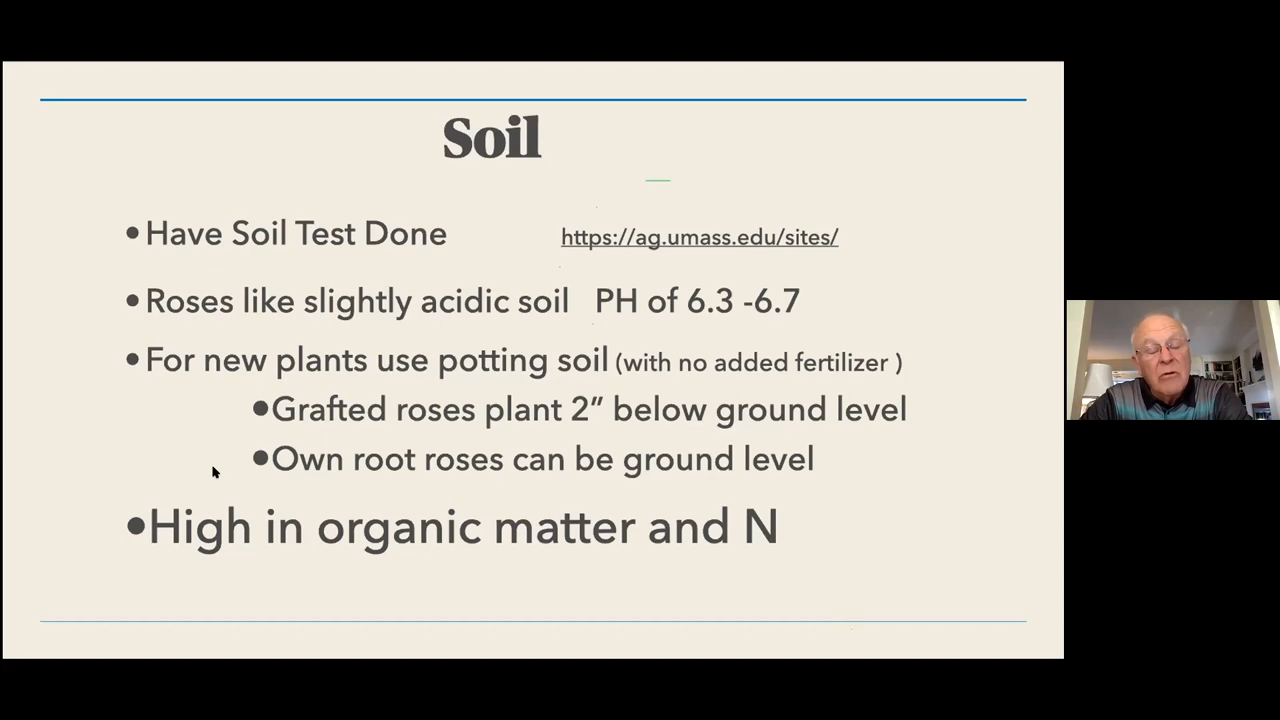 Soil
•Have Soil Test Done https://ag.umass.edu/sites/
•Roses like slightly acidic soil PH of 6.3 -6.7
•For new plants use potting soil (with no added fertilizer )
•Grafted roses plant 2” below ground level
•Own root roses can be ground level
•High in organic matter and N